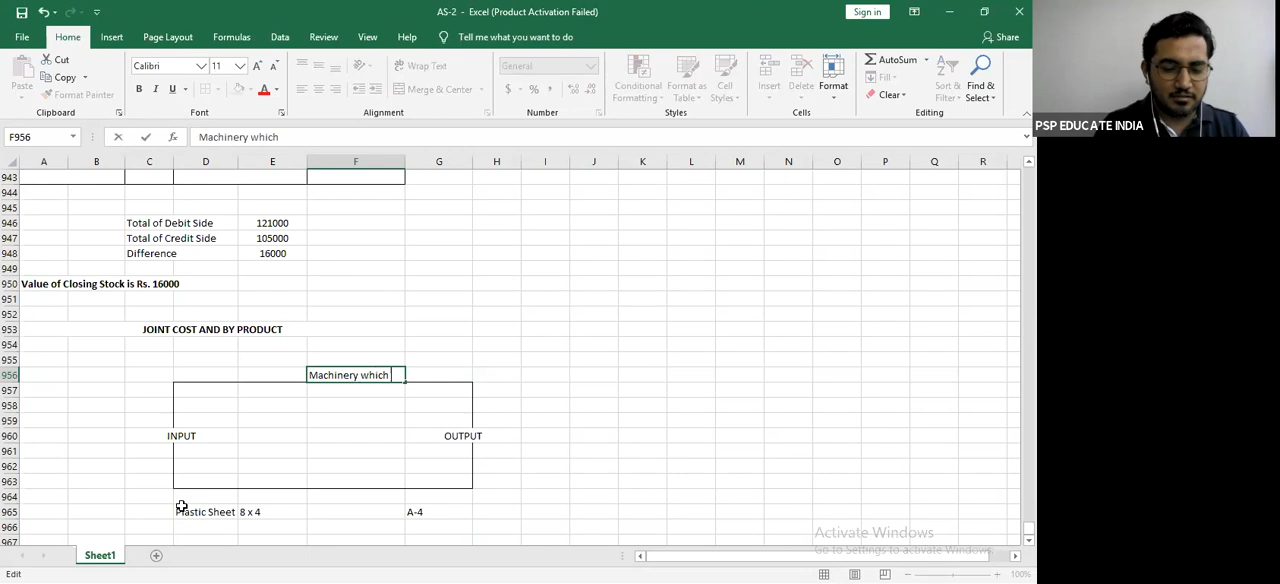 AS-2 - Excel (Product Activation Failed)
Sign in
File Home Insert Page Layout Formulas Data Review View Help Tell me what you want to do Share
Paste
Cut
Copy
Format Painter
Clipboard
Calibri 11
B I U
Font
Wrap Text
Merge & Center
Alignment
General
$ % ,
Number
Conditional Formatting
Format as Table
Cell Styles
Styles
Insert Delete Format
Cells
AutoSum
Fill
Clear
Sort & Filter
Find & Select
Editing
PSP EDUCATE INDIA
F956 fx Machinery which
A B C D E F G H I J K L M N O P Q R
943
944
945
946 Total of Debit Side 121000
947 Total of Credit Side 105000
948 Difference 16000
949
950 Value of Closing Stock is Rs. 16000
951
952
953 JOINT COST AND BY PRODUCT
954
955
956 Machinery which
957
958
959
960 INPUT OUTPUT
961
962
963
964
965 Plastic Sheet 8 x 4 A-4
966
967
Activate Windows
Go to Settings to activate Windows.
Sheet1
Edit
100%